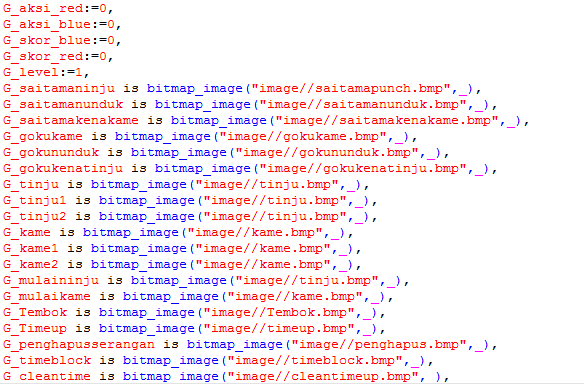 G_aksi_red:=0,
G_aksi_blue:=0,
G_skor_blue:=0,
G_skor_red:=0,
G_level:=1,
G_saitamaninju is bitmap_image("image//saitamapunch.bmp",_),
G_saitamanunduk is bitmap_image("image//saitamanunduk.bmp",_),
G_saitamakenakame is bitmap_image("image//saitamakenakame.bmp",_),
G_gokukame is bitmap_image("image//gokukame.bmp",_),
G_gokununduk is bitmap_image("image//gokununduk.bmp",_),
G_gokukenatinju is bitmap_image("image//gokukenatinju.bmp",_),
G_tinju is bitmap_image("image//tinju.bmp",_),
G_tinju1 is bitmap_image("image//tinju.bmp",_),
G_tinju2 is bitmap_image("image//tinju.bmp",_),
G_kame is bitmap_image("image//kame.bmp",_),
G_kame1 is bitmap_image("image//kame.bmp",_),
G_kame2 is bitmap_image("image//kame.bmp",_),
G_mulaininju is bitmap_image("image//tinju.bmp",_),
G_mulaikame is bitmap_image("image//kame.bmp",_),
G_Tembok is bitmap_image("image//Tembok.bmp",_),
G_Timeup is bitmap_image("image//timeup.bmp",_),
G_penghapusserangan is bitmap_image("image//penghapus.bmp",_),
G_timeblock is bitmap_image("image//timeblock.bmp",_),
G_cleantime is bitmap_image("image//cleantimeup.bmp", ),